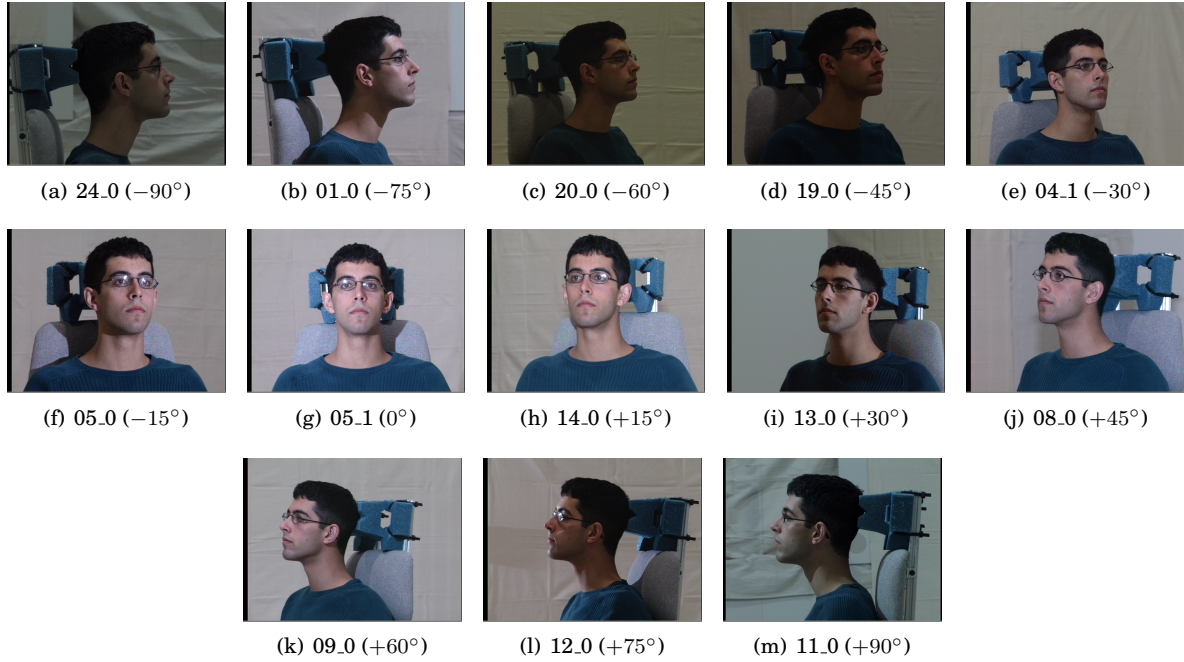 (a) 24_0 (−90°)
(b) 01_0 (−75°)
(c) 20_0 (−60°)
(d) 19_0 (−45°)
(e) 04_1 (−30°)
(f) 05_0 (−15°)
(g) 05_1 (0°)
(h) 14_0 (+15°)
(i) 13_0 (+30°)
(j) 08_0 (+45°)
(k) 09_0 (+60°)
(l) 12_0 (+75°)
(m) 11_0 (+90°)